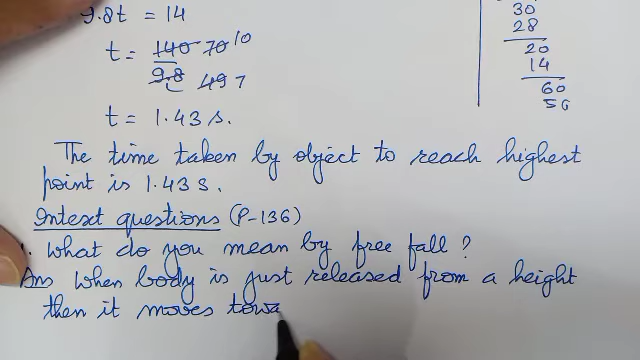 9.8t = 14
t = 140 70 10
9.8 49 7
t = 1.43 s.
30
28
20
14
60
56
The time taken by object to reach highest
point is 1.43 s.
Intext questions (P-136)
1. What do you mean by free fall ?
Ans When body is just released from a height
then it moves towa